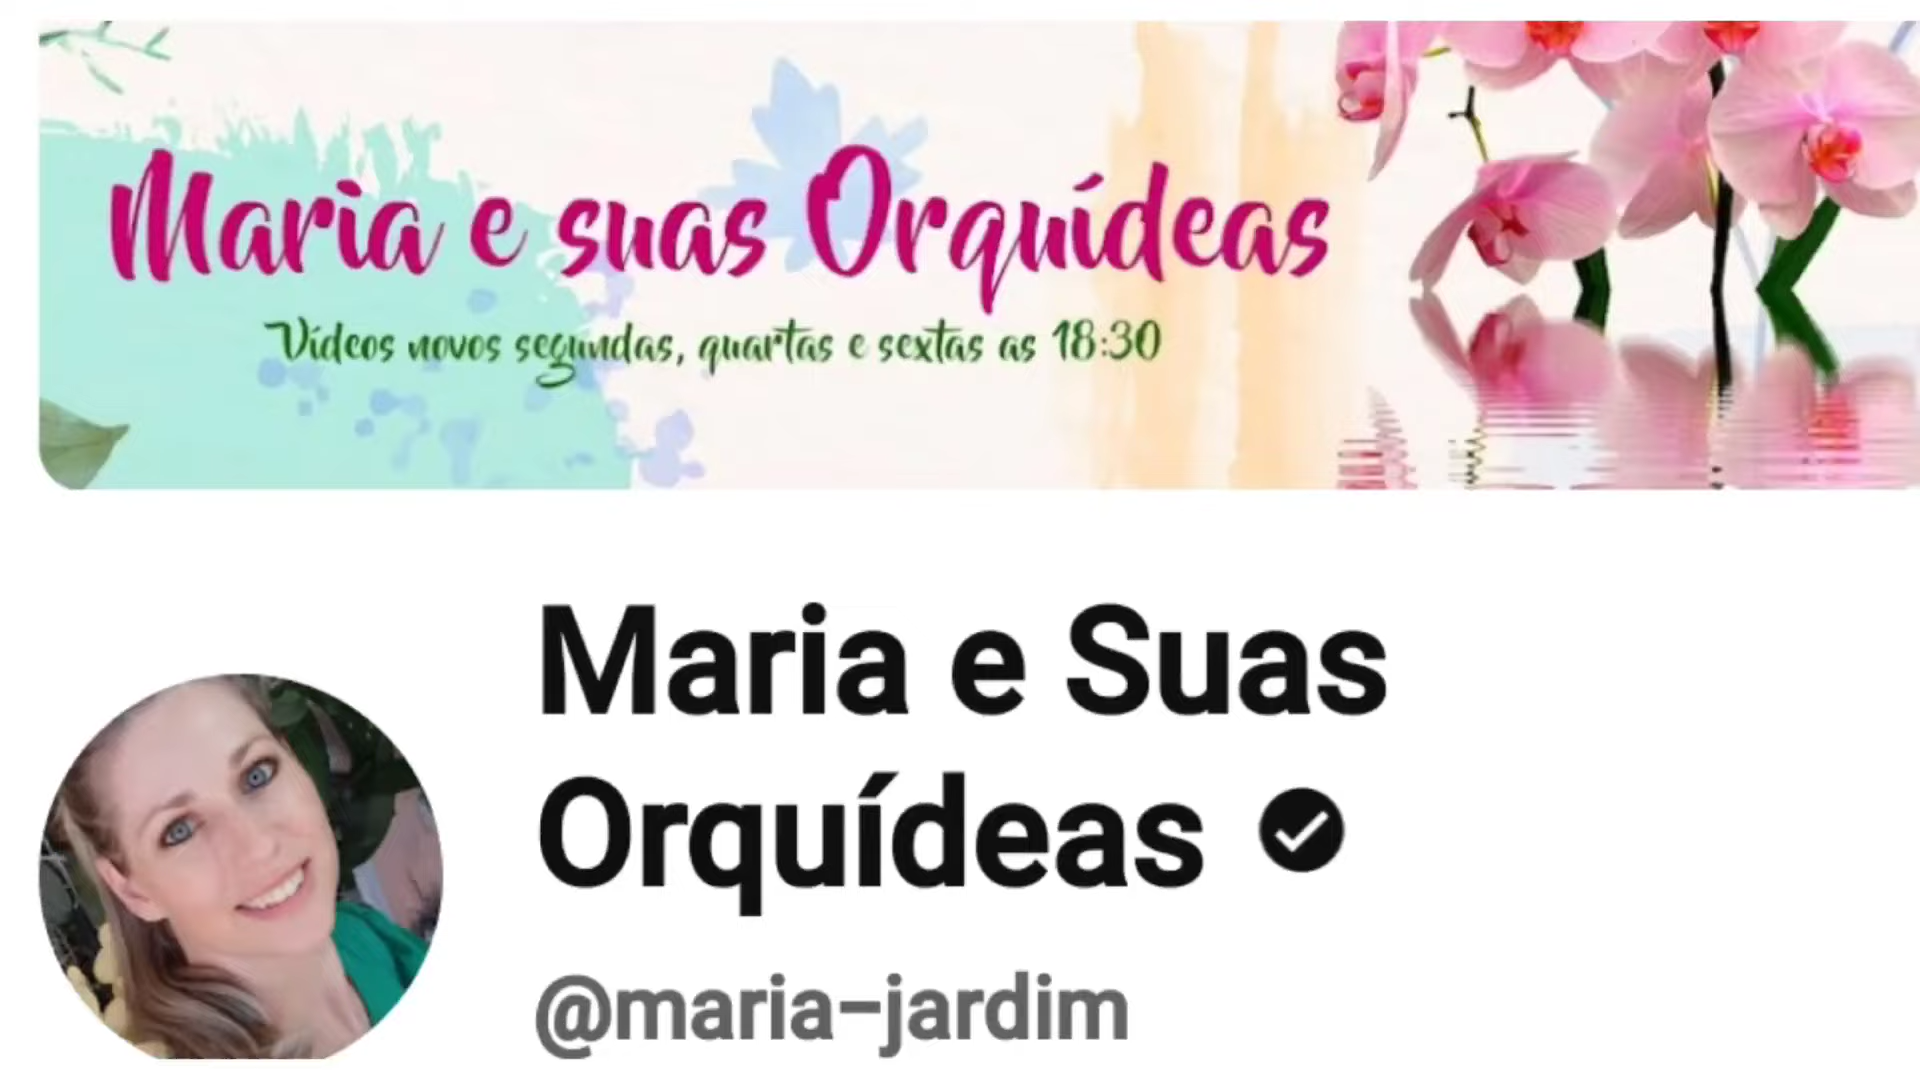 Maria e suas Orquídeas
Vídeos novos segundas, quartas e sextas as 18:30
Maria e Suas
Orquídeas
@maria-jardim